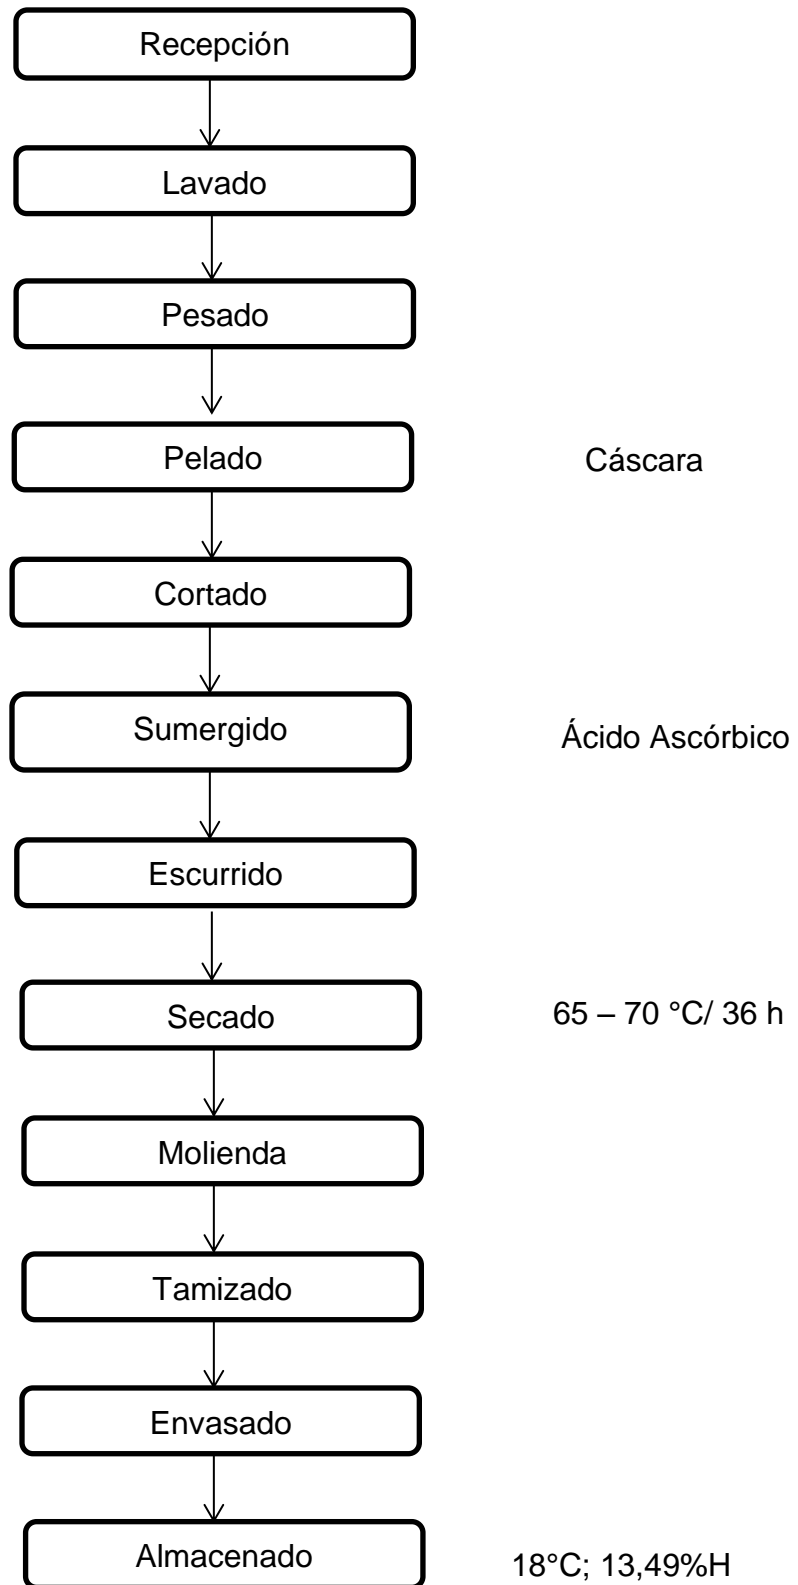 Recepción
Lavado
Pesado
Pelado
Cáscara
Cortado
Sumergido
Ácido Ascórbico
Escurrido
Secado
65 – 70 °C/ 36 h
Molienda
Tamizado
Envasado
Almacenado
18°C; 13,49%H